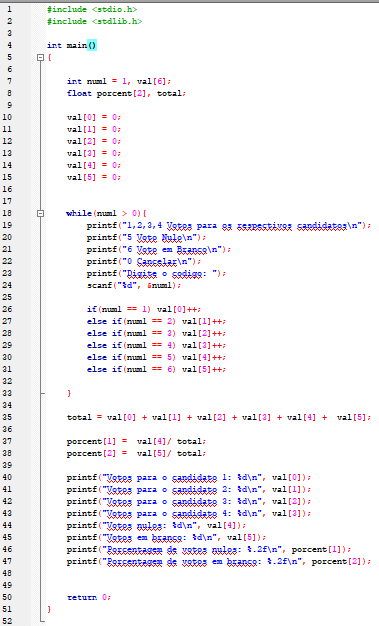 1 #include <stdio.h>
2 #include <stdlib.h>
3
4 int main()
5 {
6
7 int num1 = 1, val[6];
8 float porcent[2], total;
9
10 val[0] = 0;
11 val[1] = 0;
12 val[2] = 0;
13 val[3] = 0;
14 val[4] = 0;
15 val[5] = 0;
16
17
18 while(num1 > 0){
19 printf("1,2,3,4 Votos para os respectivos candidatos\n");
20 printf("5 Voto Nulo\n");
21 printf("6 Voto em Branco\n");
22 printf("0 Cancelar\n");
23 printf("Digite o codigo: ");
24 scanf("%d", &num1);
25
26 if(num1 == 1) val[0]++;
27 else if(num1 == 2) val[1]++;
28 else if(num1 == 3) val[2]++;
29 else if(num1 == 4) val[3]++;
30 else if(num1 == 5) val[4]++;
31 else if(num1 == 6) val[5]++;
32
33 }
34
35 total = val[0] + val[1] + val[2] + val[3] + val[4] + val[5];
36
37 porcent[1] = val[4]/ total;
38 porcent[2] = val[5]/ total;
39
40 printf("Votos para o candidato 1: %d\n", val[0]);
41 printf("Votos para o candidato 2: %d\n", val[1]);
42 printf("Votos para o candidato 3: %d\n", val[2]);
43 printf("Votos para o candidato 4: %d\n", val[3]);
44 printf("Votos nulos: %d\n", val[4]);
45 printf("Votos em branco: %d\n", val[5]);
46 printf("Porcentagem de votos nulos: %.2f\n", porcent[1]);
47 printf("Porcentagem de votos em branco: %.2f\n", porcent[2]);
48
49
50 return 0;
51 }
52